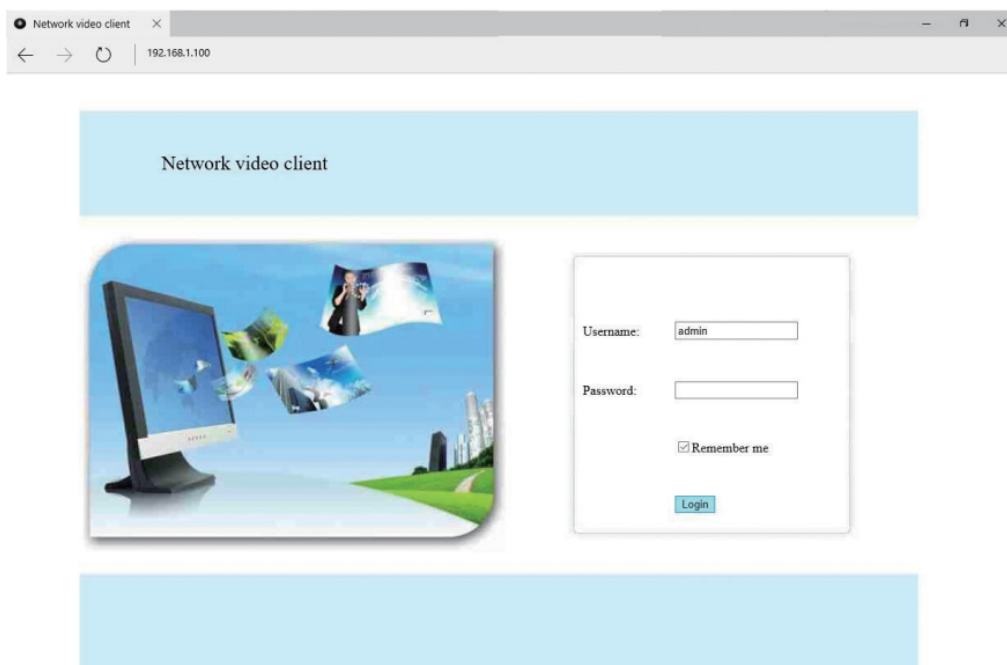 Network video client
192.168.1.100
Network video client
Username: admin
Password:
Remember me
Login